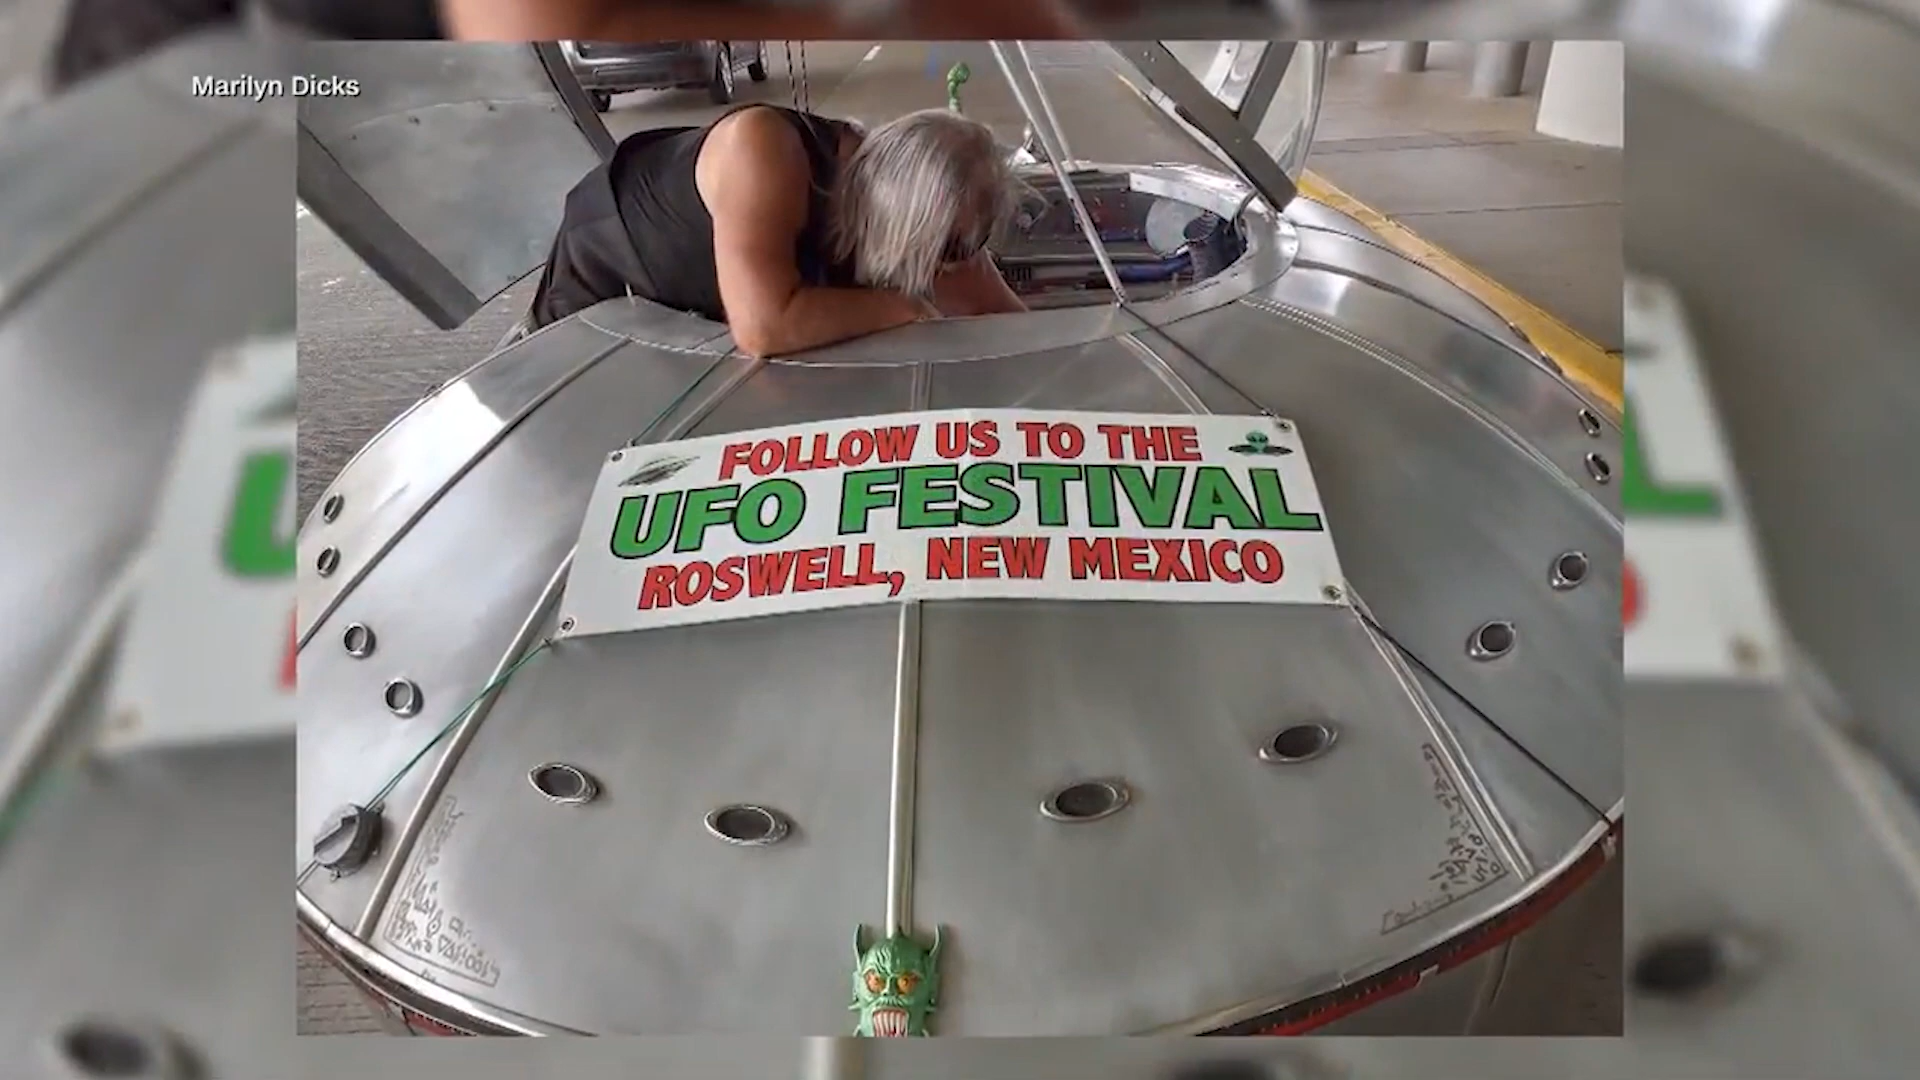 Marilyn Dicks
FOLLOW US TO THE
UFO FESTIVAL
ROSWELL, NEW MEXICO